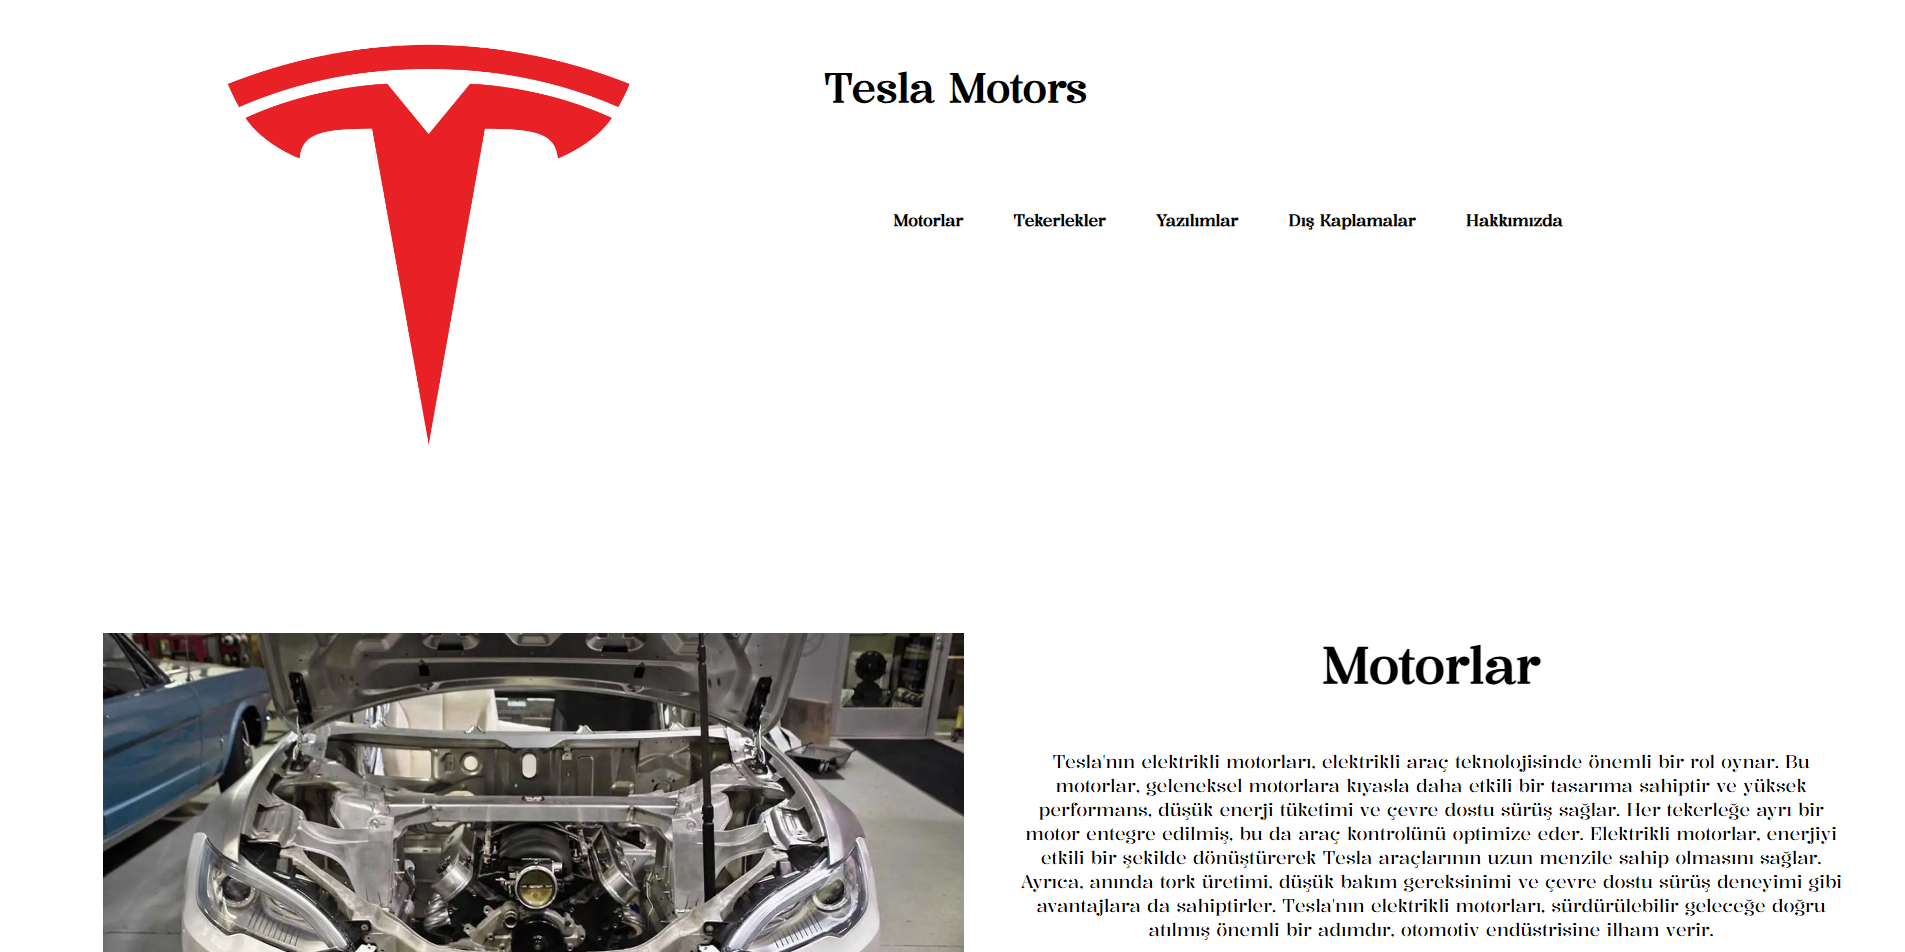 Tesla Motors
Motorlar Tekerlekler Yazılımlar Dış Kaplamalar Hakkımızda
Motorlar
Tesla'nın elektrikli motorları, elektrikli araç teknolojisinde önemli bir rol oynar. Bu
motorlar, geleneksel motorlara kıyasla daha etkili bir tasarıma sahiptir ve yüksek
performans, düşük enerji tüketimi ve çevre dostu sürüş sağlar. Her tekerleğe ayrı bir
motor entegre edilmiş, bu da araç kontrolünü optimize eder. Elektrikli motorlar, enerjiyi
etkili bir şekilde dönüştürerek Tesla araçlarının uzun menzile sahip olmasını sağlar.
Ayrıca, anında tork üretimi, düşük bakım gereksinimi ve çevre dostu sürüş deneyimi gibi
avantajlara da sahiptirler. Tesla'nın elektrikli motorları, sürdürülebilir geleceğe doğru
atılmış önemli bir adımdır, otomotiv endüstrisine ilham verir.